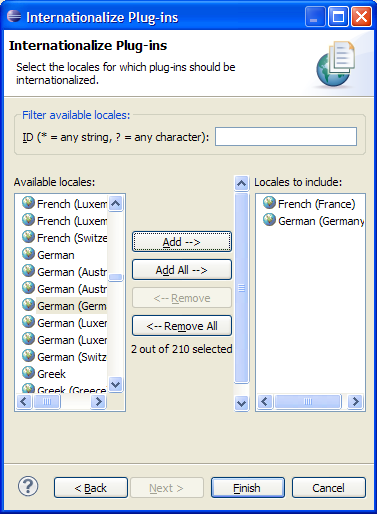 Internationalize Plug-ins
Internationalize Plug-ins
Select the locales for which plug-ins should be
internationalized.
Filter available locales:
ID (* = any string, ? = any character):
Available locales:
French (Luxem
French (Luxem
French (Switze
German
German (Austr
German (Austr
German (Germ
German (Luxer
German (Luxer
German (Switz
Greek
Greek (Greece
Add -->
Add All -->
<-- Remove
<-- Remove All
2 out of 210 selected
Locales to include:
French (France)
German (Germany
?
< Back
Next >
Finish
Cancel